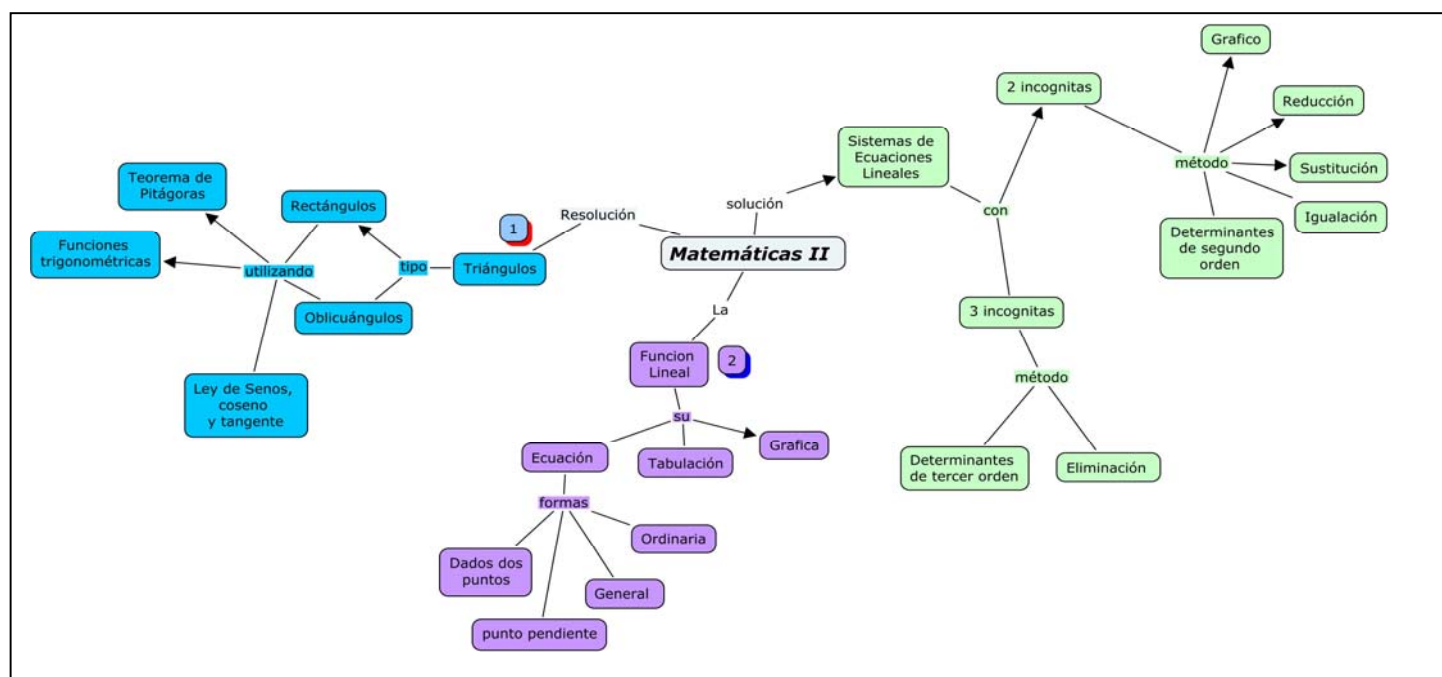 Grafico
2 incognitas
Reducción
Sistemas de
Ecuaciones
Lineales
método
Sustitución
Teorema de
Pitágoras
Rectángulos
solución
con
Igualación
1
Resolución
Determinantes
de segundo
orden
Funciones
trigonométricas
utilizando
tipo
Triángulos
Matemáticas II
Oblicuángulos
La
3 incognitas
Funcion
Lineal
2
método
Ley de Senos,
coseno
y tangente
su
Grafica
Ecuación
Tabulación
Determinantes
de tercer orden
Eliminación
formas
Ordinaria
Dados dos
puntos
General
punto pendiente